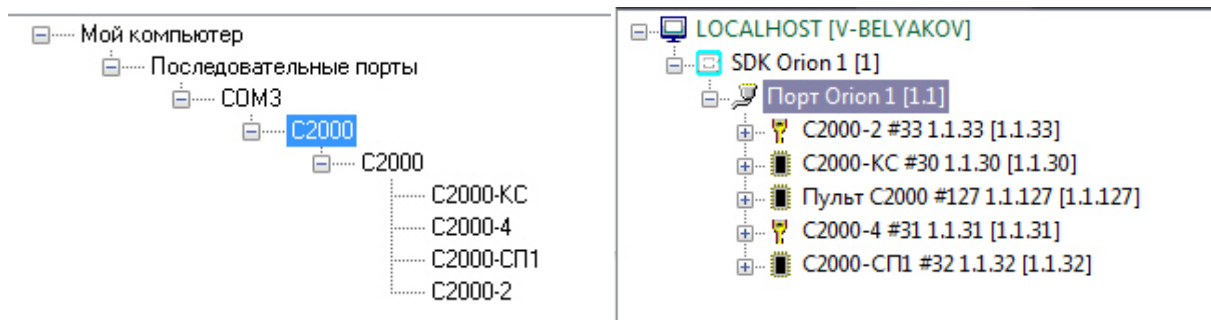 Мой компьютер
Последовательные порты
COM3
C2000
C2000
C2000-КС
C2000-4
C2000-СП1
C2000-2
LOCALHOST [V-BELYAKOV]
SDK Orion 1 [1]
Порт Orion 1 [1.1]
C2000-2 #33 1.1.33 [1.1.33]
C2000-КС #30 1.1.30 [1.1.30]
Пульт C2000 #127 1.1.127 [1.1.127]
C2000-4 #31 1.1.31 [1.1.31]
C2000-СП1 #32 1.1.32 [1.1.32]